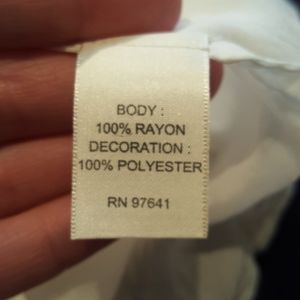 BODY :
100% RAYON
DECORATION :
100% POLYESTER
RN 97641